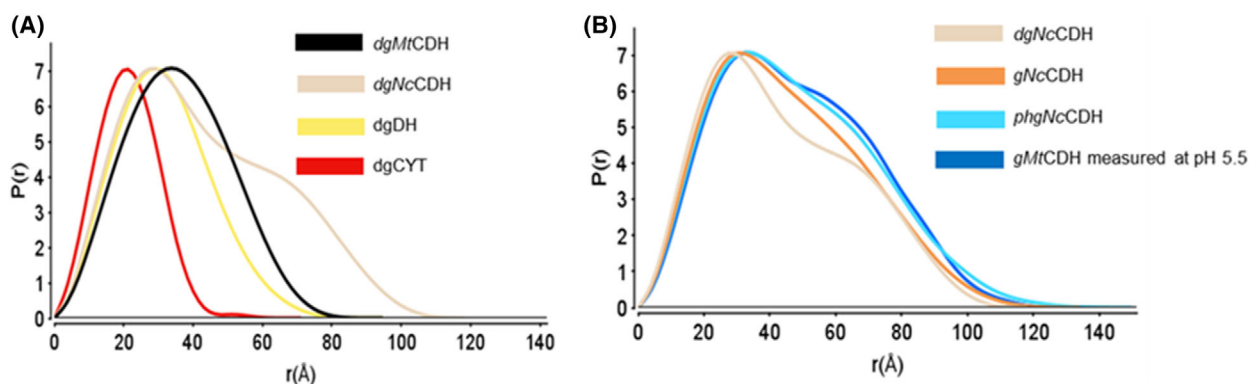 (A)
P(r)
7
6
5
4
3
2
1
0
0 20 40 60 80 100 120 140
r(Å)
dgMtCDH
dgNcCDH
dgDH
dgCYT
(B)
P(r)
7
6
5
4
3
2
1
0
0 20 40 60 80 100 120 140
r(Å)
dgNcCDH
gNcCDH
phgNcCDH
gMtCDH measured at pH 5.5